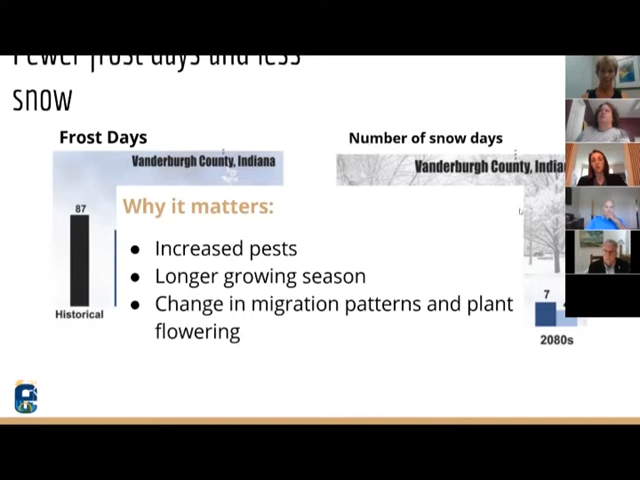 Fewer frost days and less
snow
Frost Days
Number of snow days
Vanderburgh County, Indiana
Vanderburgh County,
87
Historical
Why it matters:
● Increased pests
● Longer growing season
● Change in migration patterns and plant
flowering
7
2080s